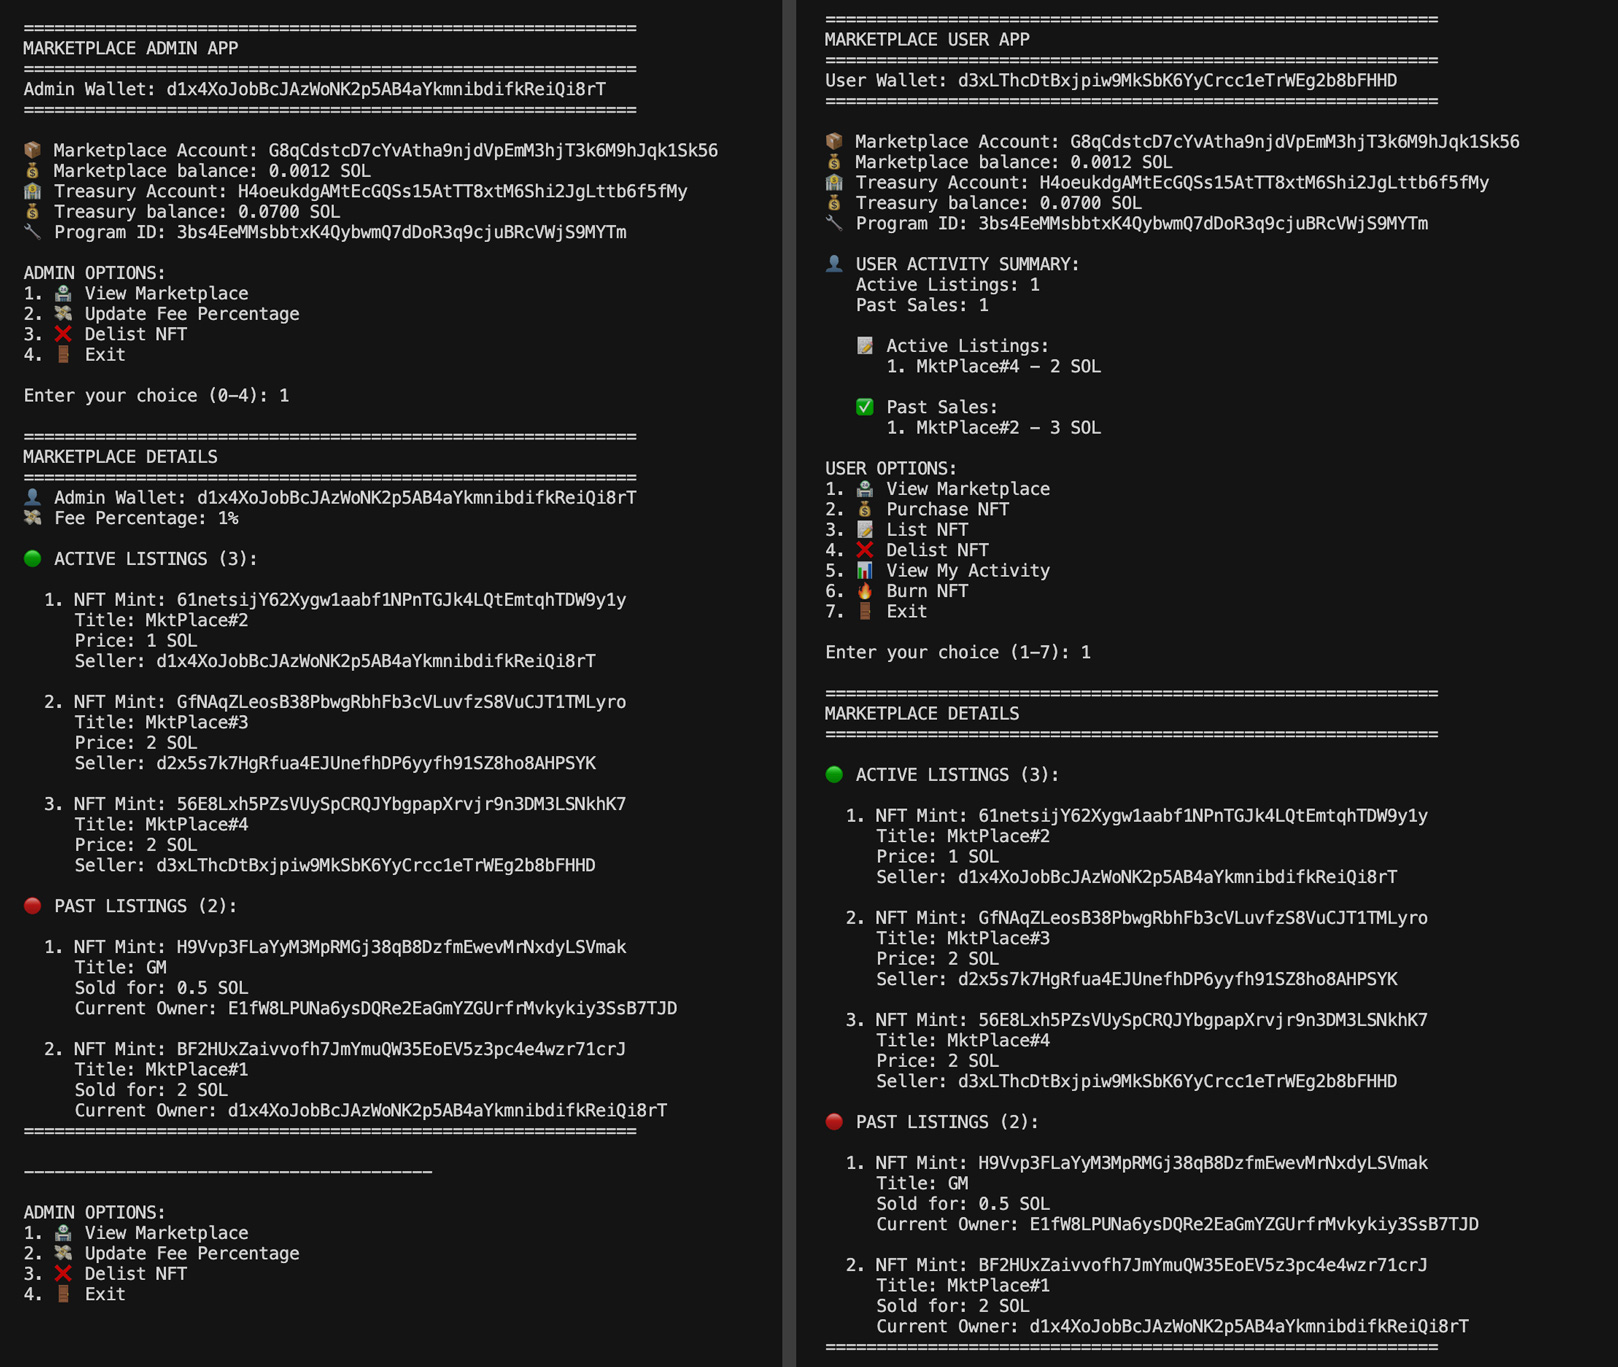 ============================================================
MARKETPLACE ADMIN APP
============================================================
Admin Wallet: d1x4XoJobBcJAzWoNK2p5AB4aYkmnibdifkReiQi8rT
============================================================
📦 Marketplace Account: G8qCdstcD7cYvAtha9njdVpEmM3hjT3k6M9hJqk1Sk56
💰 Marketplace balance: 0.0012 SOL
🏦 Treasury Account: H4oeukdgAMtEcGQSs15AtTT8xtM6Shi2JgLttb6f5fMy
💰 Treasury balance: 0.0700 SOL
🔧 Program ID: 3bs4EeMMsbbtxK4QybwmQ7dDoR3q9cjuBRcVWjS9MYTm
ADMIN OPTIONS:
1. 🏪 View Marketplace
2. 💸 Update Fee Percentage
3. ❌ Delist NFT
4. 🚪 Exit
Enter your choice (0-4): 1
============================================================
MARKETPLACE DETAILS
============================================================
👤 Admin Wallet: d1x4XoJobBcJAzWoNK2p5AB4aYkmnibdifkReiQi8rT
💸 Fee Percentage: 1%
🟢 ACTIVE LISTINGS (3):
1. NFT Mint: 61netsijY62Xygw1aabf1NPnTGJk4LQtEmtqhTDW9y1y
Title: MktPlace#2
Price: 1 SOL
Seller: d1x4XoJobBcJAzWoNK2p5AB4aYkmnibdifkReiQi8rT
2. NFT Mint: GfNAqZLeosB38PbwgRbhFb3cVLuvfzS8VuCJT1TMLyro
Title: MktPlace#3
Price: 2 SOL
Seller: d2x5s7k7HgRfua4EJUnefhDP6yyfh91SZ8ho8AHPSYK
3. NFT Mint: 56E8Lxh5PZsVUySpCRQJYbgpapXrvjr9n3DM3LSNkhK7
Title: MktPlace#4
Price: 2 SOL
Seller: d3xLThcDtBxjpiw9MkSbK6YyCrcc1eTrWEg2b8bFHHD
🔴 PAST LISTINGS (2):
1. NFT Mint: H9Vvp3FLaYyM3MpRMGj38qB8DzfmEwevMrNxdyLSVmak
Title: GM
Sold for: 0.5 SOL
Current Owner: E1fW8LPUNa6ysDQRe2EaGmYZGUrfrMvkykiy3SsB7TJD
2. NFT Mint: BF2HUxZaivvofh7JmYmuQW35EoEV5z3pc4e4wzr71crJ
Title: MktPlace#1
Sold for: 2 SOL
Current Owner: d1x4XoJobBcJAzWoNK2p5AB4aYkmnibdifkReiQi8rT
============================================================
----------------------------------------
ADMIN OPTIONS:
1. 🏪 View Marketplace
2. 💸 Update Fee Percentage
3. ❌ Delist NFT
4. 🚪 Exit
============================================================
MARKETPLACE USER APP
============================================================
User Wallet: d3xLThcDtBxjpiw9MkSbK6YyCrcc1eTrWEg2b8bFHHD
============================================================
📦 Marketplace Account: G8qCdstcD7cYvAtha9njdVpEmM3hjT3k6M9hJqk1Sk56
💰 Marketplace balance: 0.0012 SOL
🏦 Treasury Account: H4oeukdgAMtEcGQSs15AtTT8xtM6Shi2JgLttb6f5fMy
💰 Treasury balance: 0.0700 SOL
🔧 Program ID: 3bs4EeMMsbbtxK4QybwmQ7dDoR3q9cjuBRcVWjS9MYTm
👤 USER ACTIVITY SUMMARY:
Active Listings: 1
Past Sales: 1
📝 Active Listings:
1. MktPlace#4 - 2 SOL
✅ Past Sales:
1. MktPlace#2 - 3 SOL
USER OPTIONS:
1. 🏪 View Marketplace
2. 💰 Purchase NFT
3. 📝 List NFT
4. ❌ Delist NFT
5. 📊 View My Activity
6. 🔥 Burn NFT
7. 🚪 Exit
Enter your choice (1-7): 1
============================================================
MARKETPLACE DETAILS
============================================================
🟢 ACTIVE LISTINGS (3):
1. NFT Mint: 61netsijY62Xygw1aabf1NPnTGJk4LQtEmtqhTDW9y1y
Title: MktPlace#2
Price: 1 SOL
Seller: d1x4XoJobBcJAzWoNK2p5AB4aYkmnibdifkReiQi8rT
2. NFT Mint: GfNAqZLeosB38PbwgRbhFb3cVLuvfzS8VuCJT1TMLyro
Title: MktPlace#3
Price: 2 SOL
Seller: d2x5s7k7HgRfua4EJUnefhDP6yyfh91SZ8ho8AHPSYK
3. NFT Mint: 56E8Lxh5PZsVUySpCRQJYbgpapXrvjr9n3DM3LSNkhK7
Title: MktPlace#4
Price: 2 SOL
Seller: d3xLThcDtBxjpiw9MkSbK6YyCrcc1eTrWEg2b8bFHHD
🔴 PAST LISTINGS (2):
1. NFT Mint: H9Vvp3FLaYyM3MpRMGj38qB8DzfmEwevMrNxdyLSVmak
Title: GM
Sold for: 0.5 SOL
Current Owner: E1fW8LPUNa6ysDQRe2EaGmYZGUrfrMvkykiy3SsB7TJD
2. NFT Mint: BF2HUxZaivvofh7JmYmuQW35EoEV5z3pc4e4wzr71crJ
Title: MktPlace#1
Sold for: 2 SOL
Current Owner: d1x4XoJobBcJAzWoNK2p5AB4aYkmnibdifkReiQi8rT
============================================================